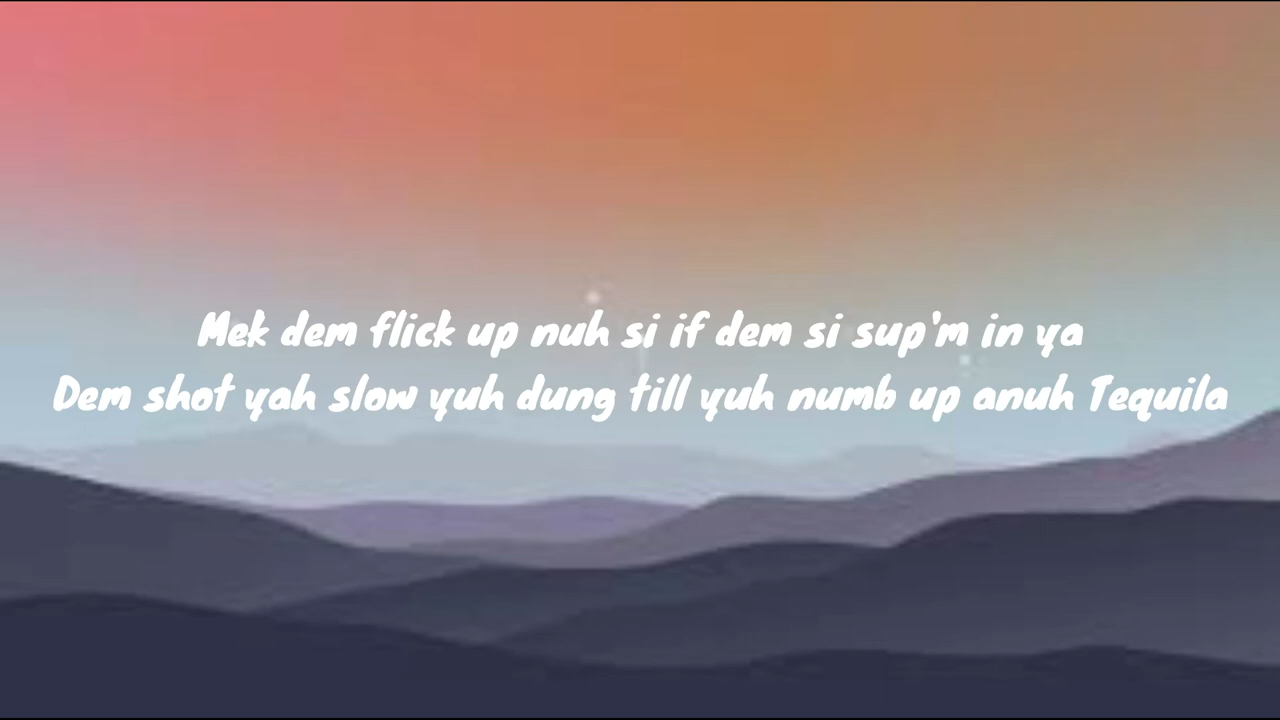 Mek dem flick up nuh si if dem si sup'm in ya
Dem shot yah slow yuh dung till yuh numb up anuh Tequila